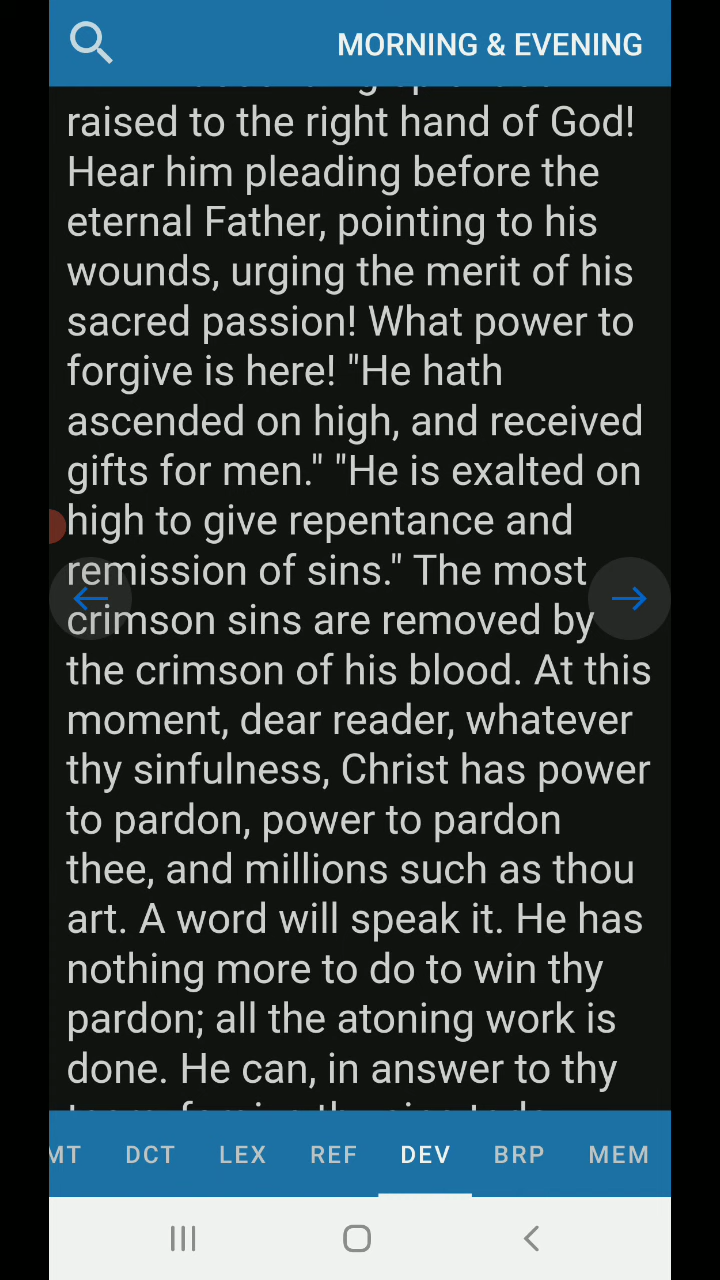 MORNING & EVENING
raised to the right hand of God!
Hear him pleading before the
eternal Father, pointing to his
wounds, urging the merit of his
sacred passion! What power to
forgive is here! "He hath
ascended on high, and received
gifts for men." "He is exalted on
high to give repentance and
remission of sins." The most
crimson sins are removed by
the crimson of his blood. At this
moment, dear reader, whatever
thy sinfulness, Christ has power
to pardon, power to pardon
thee, and millions such as thou
art. A word will speak it. He has
nothing more to do to win thy
pardon; all the atoning work is
done. He can, in answer to thy
MT DCT LEX REF DEV BRP MEM